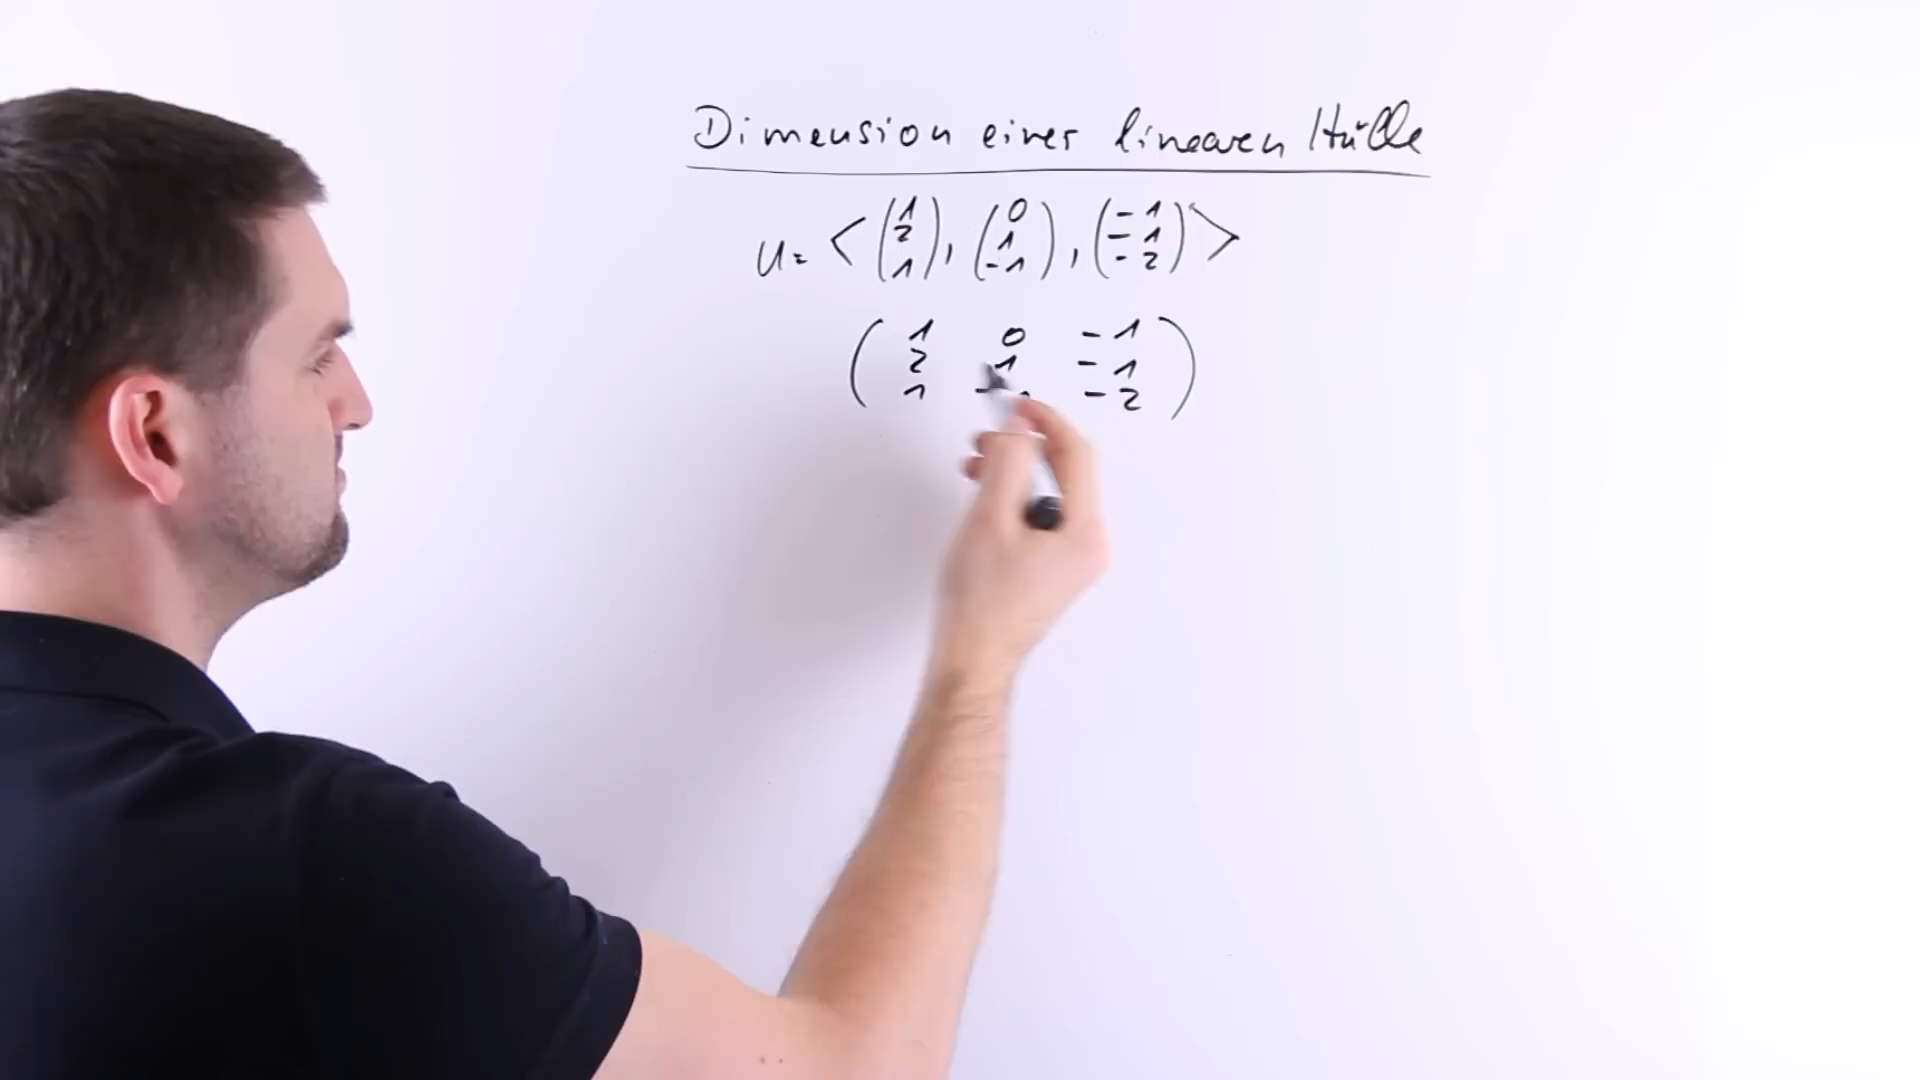 Dimension einer linearen Hülle
U = < (1 2 1), (0 1 -1), (-1 -1 -2) >
( 1 0 -1
2 1 -1
1 - -2 )